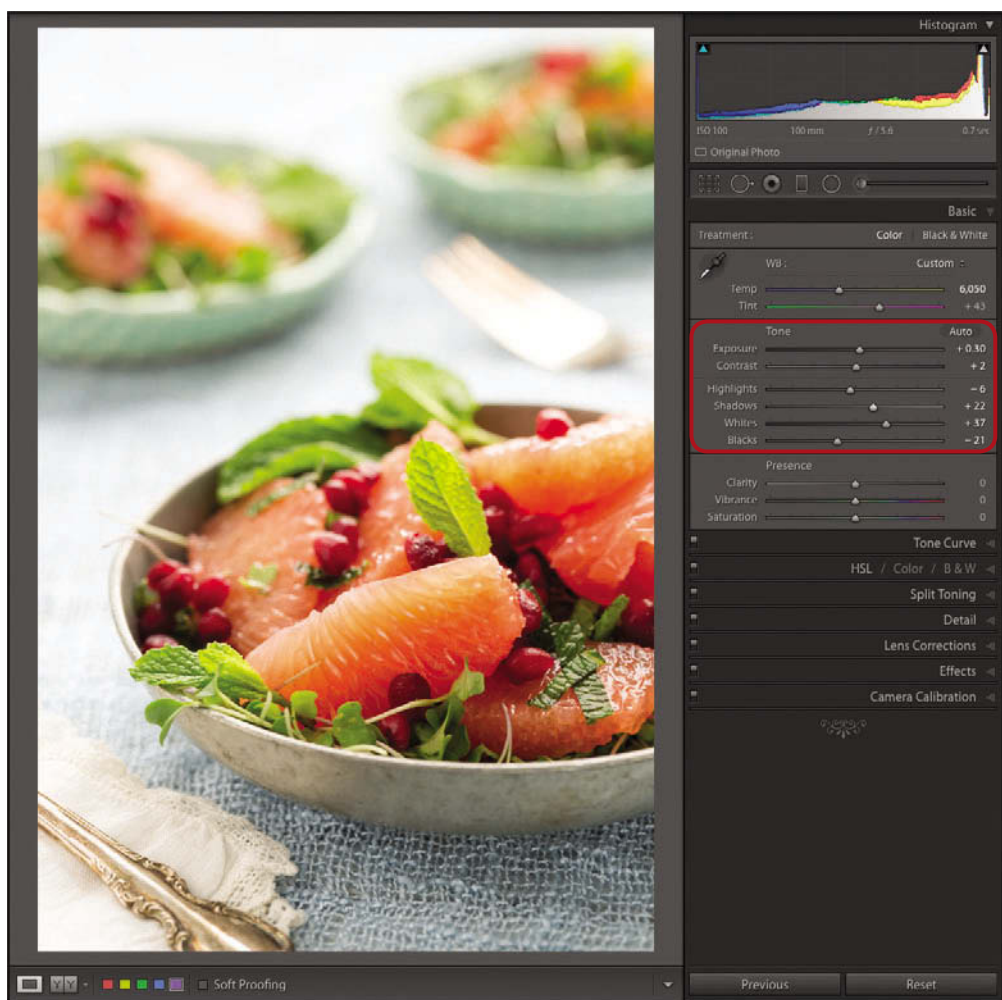 Histogram
ISO 100 100 mm f / 5.6 0.7 sec
Original Photo
Basic
Treatment : Color Black & White
WB : Custom
Temp 6,050
Tint + 43
Tone Auto
Exposure + 0.30
Contrast + 2
Highlights – 6
Shadows + 22
Whites + 37
Blacks – 21
Presence
Clarity 0
Vibrance 0
Saturation 0
Tone Curve
HSL / Color / B & W
Split Toning
Detail
Lens Corrections
Effects
Camera Calibration
Y Y Soft Proofing
Previous Reset